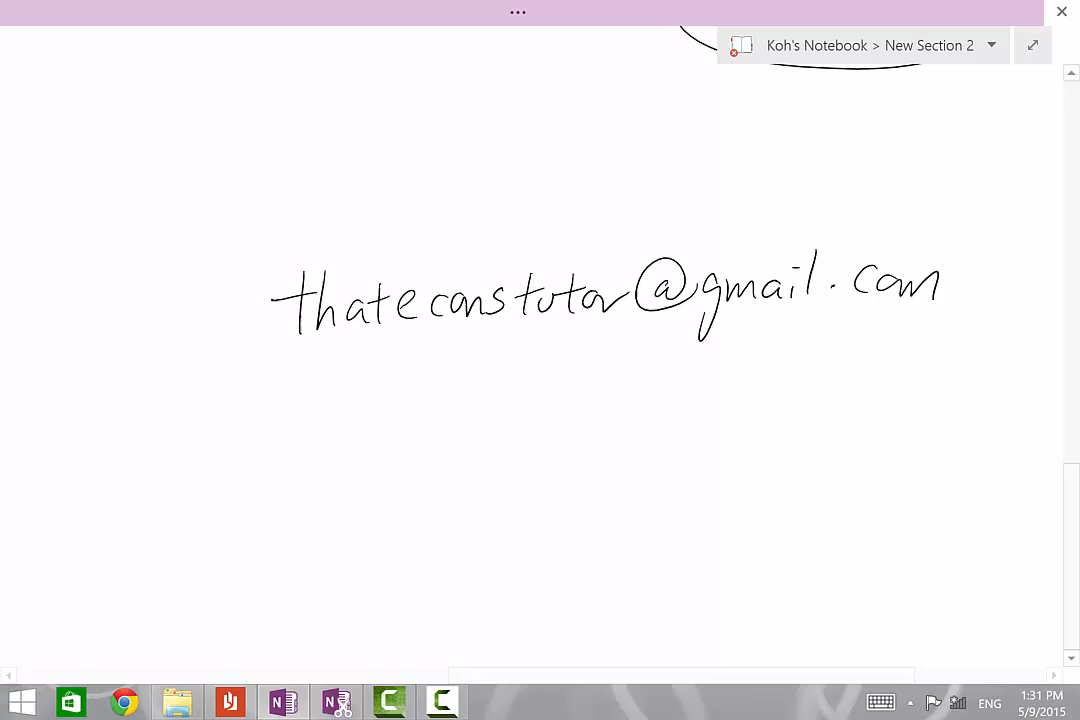 Koh's Notebook > New Section 2
thateconstutor@gmail.com
ENG
1:31 PM
5/9/2015